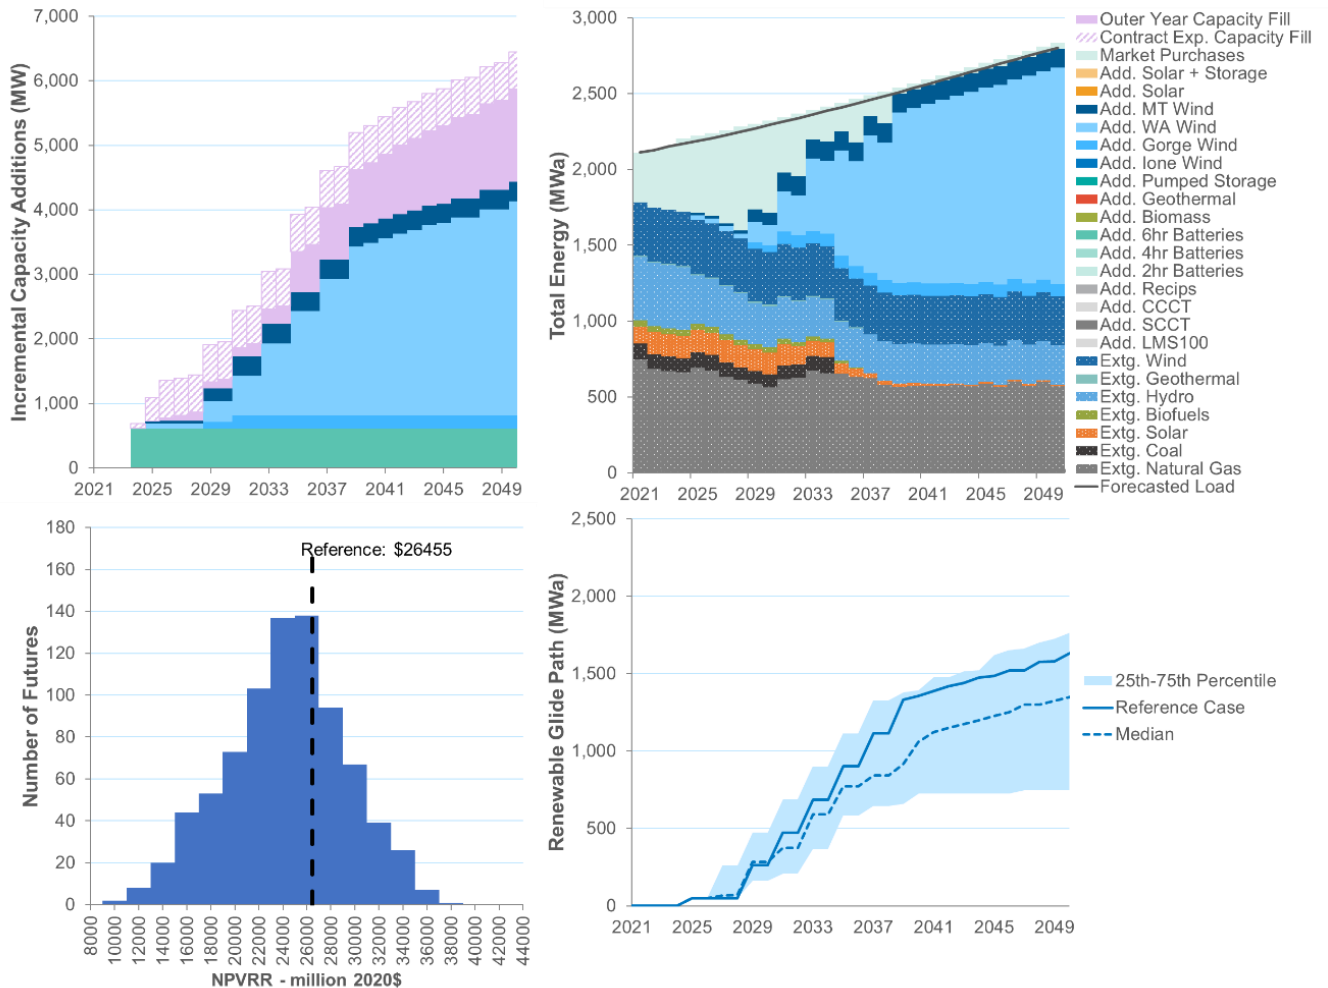 7,000
6,000
5,000
4,000
3,000
2,000
1,000
0
Incremental Capacity Additions (MW)
2021 2025 2029 2033 2037 2041 2045 2049
3,000
2,500
2,000
1,500
1,000
500
0
Total Energy (MWa)
2021 2025 2029 2033 2037 2041 2045 2049
Outer Year Capacity Fill
Contract Exp. Capacity Fill
Market Purchases
Add. Solar + Storage
Add. Solar
Add. MT Wind
Add. WA Wind
Add. Gorge Wind
Add. Ione Wind
Add. Pumped Storage
Add. Geothermal
Add. Biomass
Add. 6hr Batteries
Add. 4hr Batteries
Add. 2hr Batteries
Add. Recips
Add. CCCT
Add. SCCT
Add. LMS100
Extg. Wind
Extg. Geothermal
Extg. Hydro
Extg. Biofuels
Extg. Solar
Extg. Coal
Extg. Natural Gas
Forecasted Load
180
160
140
120
100
80
60
40
20
0
Number of Futures
Reference: $26455
8000 10000 12000 14000 16000 18000 20000 22000 24000 26000 28000 30000 32000 34000 36000 38000 40000 42000 44000
NPVRR - million 2020$
2,500
2,000
1,500
1,000
500
0
Renewable Glide Path (MWa)
2021 2025 2029 2033 2037 2041 2045 2049
25th-75th Percentile
Reference Case
Median